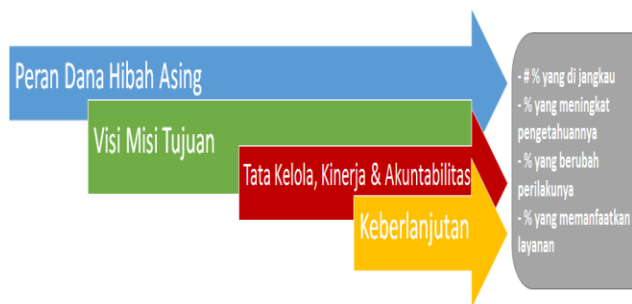 Peran Dana Hibah Asing
Visi Misi Tujuan
Tata Kelola, Kinerja & Akuntabilitas
Keberlanjutan
- # % yang di jangkau
- % yang meningkat
pengetahuannya
- % yang berubah
perilakunya
- % yang memanfaatkan
layanan